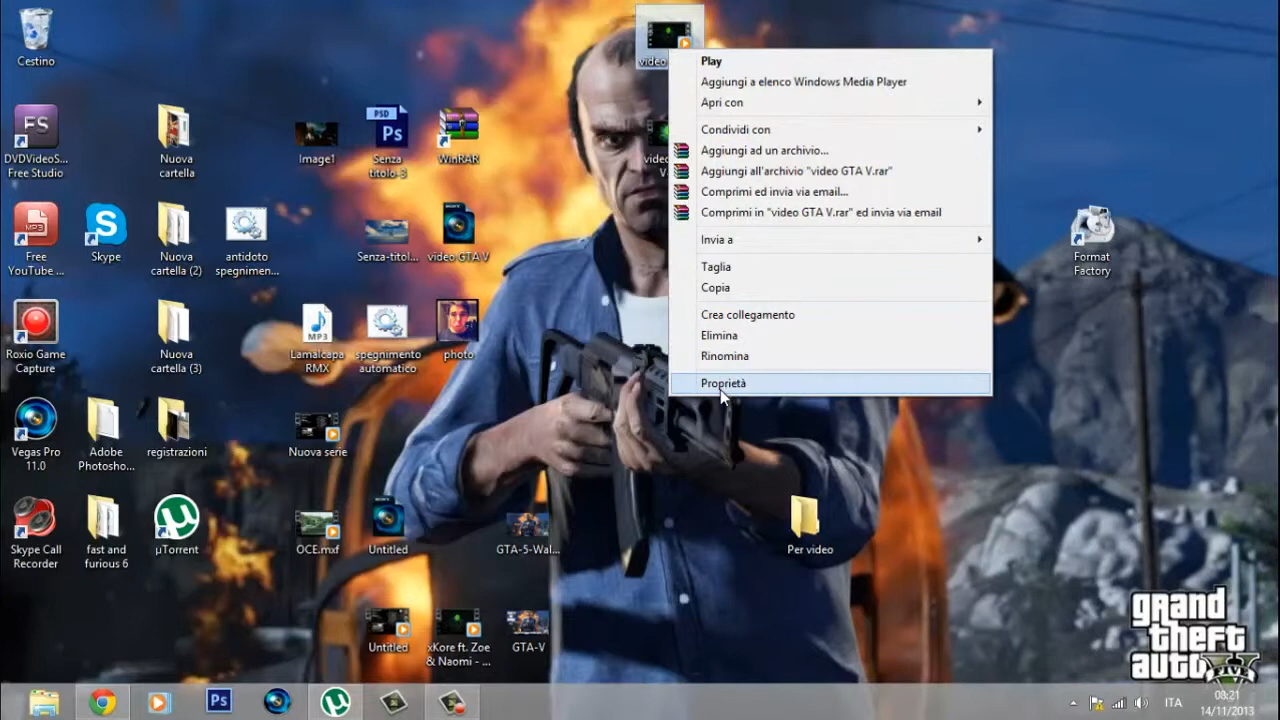 Cestino
video
Play
Aggiungi a elenco Windows Media Player
Apri con
Condividi con
Aggiungi ad un archivio...
Aggiungi all'archivio "video GTA V.rar"
Comprimi ed invia via email...
Comprimi in "video GTA V.rar" ed invia via email
Invia a
Taglia
Copia
Crea collegamento
Elimina
Rinomina
Proprietà
FS
DVDVideoS...
Free Studio
Nuova
cartella
Image1
PSD
Ps
Senza
titolo-3
WinRAR
video
V-
MP3
Free
YouTube ...
Skype
Nuova
cartella (2)
antidoto
spegnimen...
Senza-titol...
SONY
video GTA V
Format
Factory
Roxio Game
Capture
Nuova
cartella (3)
MP3
Lamalcapa
RMX
spegnimento
automatico
photo
Vegas Pro
11.0
Adobe
Photosho...
registrazioni
Nuova serie
Skype Call
Recorder
fast and
furious 6
µTorrent
OCE.mxf
SONY
Untitled
GTA-5-Wal...
Per video
Untitled
xKore ft. Zoe
& Naomi - ...
GTA-V
grand
theft
auto
V
FIVE
Ps
ITA
08:21
14/11/2013